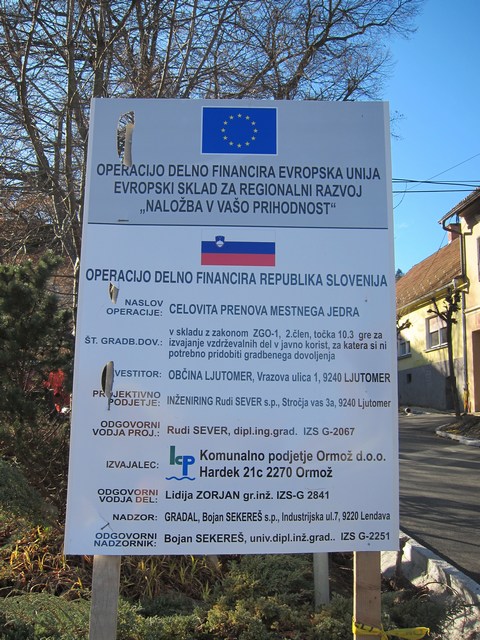 OPERACIJO DELNO FINANCIRA EVROPSKA UNIJA
EVROPSKI SKLAD ZA REGIONALNI RAZVOJ
„NALOŽBA V VAŠO PRIHODNOST“
OPERACIJO DELNO FINANCIRA REPUBLIKA SLOVENIJA
NASLOV OPERACIJE: CELOVITA PRENOVA MESTNEGA JEDRA
ŠT. GRADB.DOV.: v skladu z zakonom ZGO-1, 2.člen, točka 10.3 gre za
izvajanje vzdrževalnih del v javno korist, za katera si ni
potrebno pridobiti gradbenega dovoljenja
VESTITOR: OBČINA LJUTOMER, Vrazova ulica 1, 9240 LJUTOMER
PROJEKTIVNO PODJETJE: INŽENIRING Rudi SEVER s.p., Stročja vas 3a, 9240 Ljutomer
ODGOVORNI VODJA PROJ.: Rudi SEVER, dipl.ing.grad. IZS G-2067
IZVAJALEC: kp Komunalno podjetje Ormož d.o.o.
Hardek 21c 2270 Ormož
ODGOVORNI VODJA DEL: Lidija ZORJAN gr.inž. IZS-G 2841
NADZOR: GRADAL, Bojan SEKEREŠ s.p., Industrijska ul.7, 9220 Lendava
ODGOVORNI NADZORNIK: Bojan SEKEREŠ, univ.dipl.inž.grad.. IZS G-2251